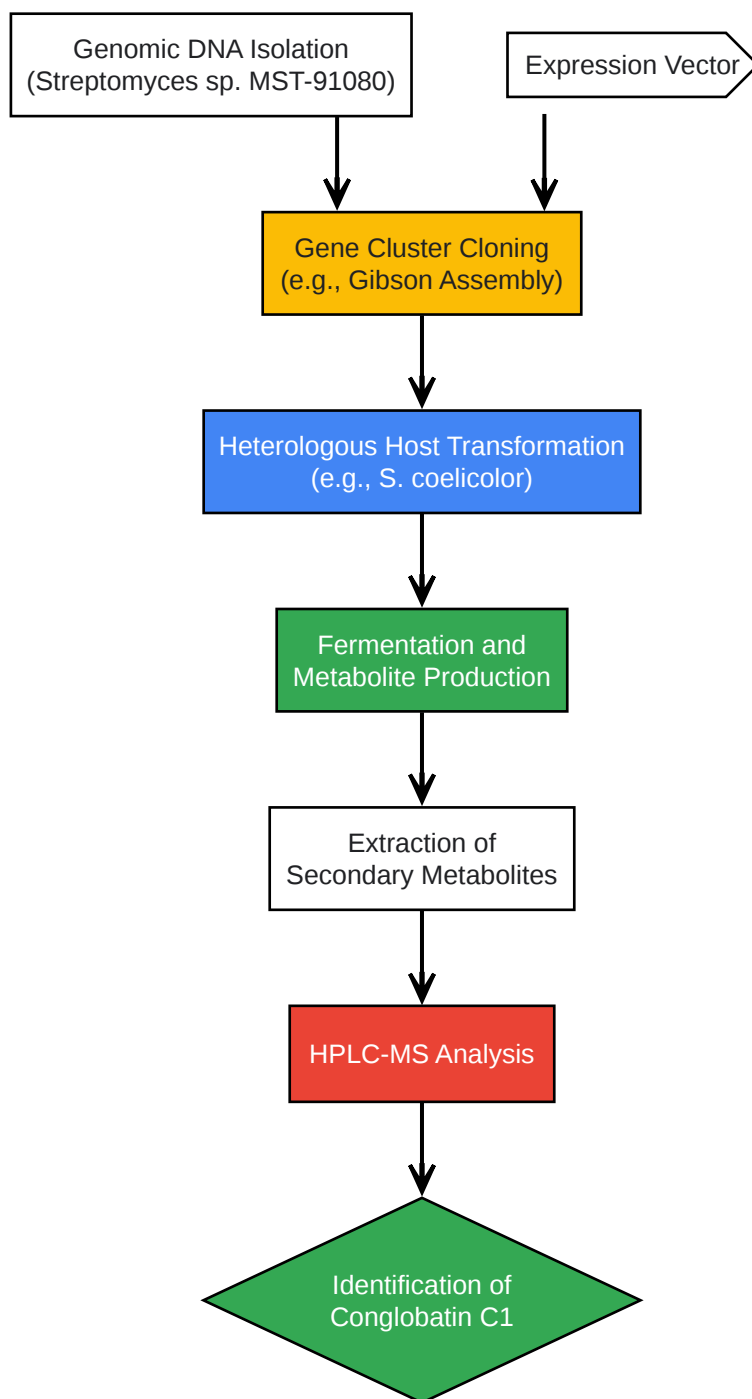 Genomic DNA Isolation
(Streptomyces sp. MST-91080)
Expression Vector
Gene Cluster Cloning
(e.g., Gibson Assembly)
Heterologous Host Transformation
(e.g., S. coelicolor)
Fermentation and
Metabolite Production
Extraction of
Secondary Metabolites
HPLC-MS Analysis
Identification of
Conglobatin C1